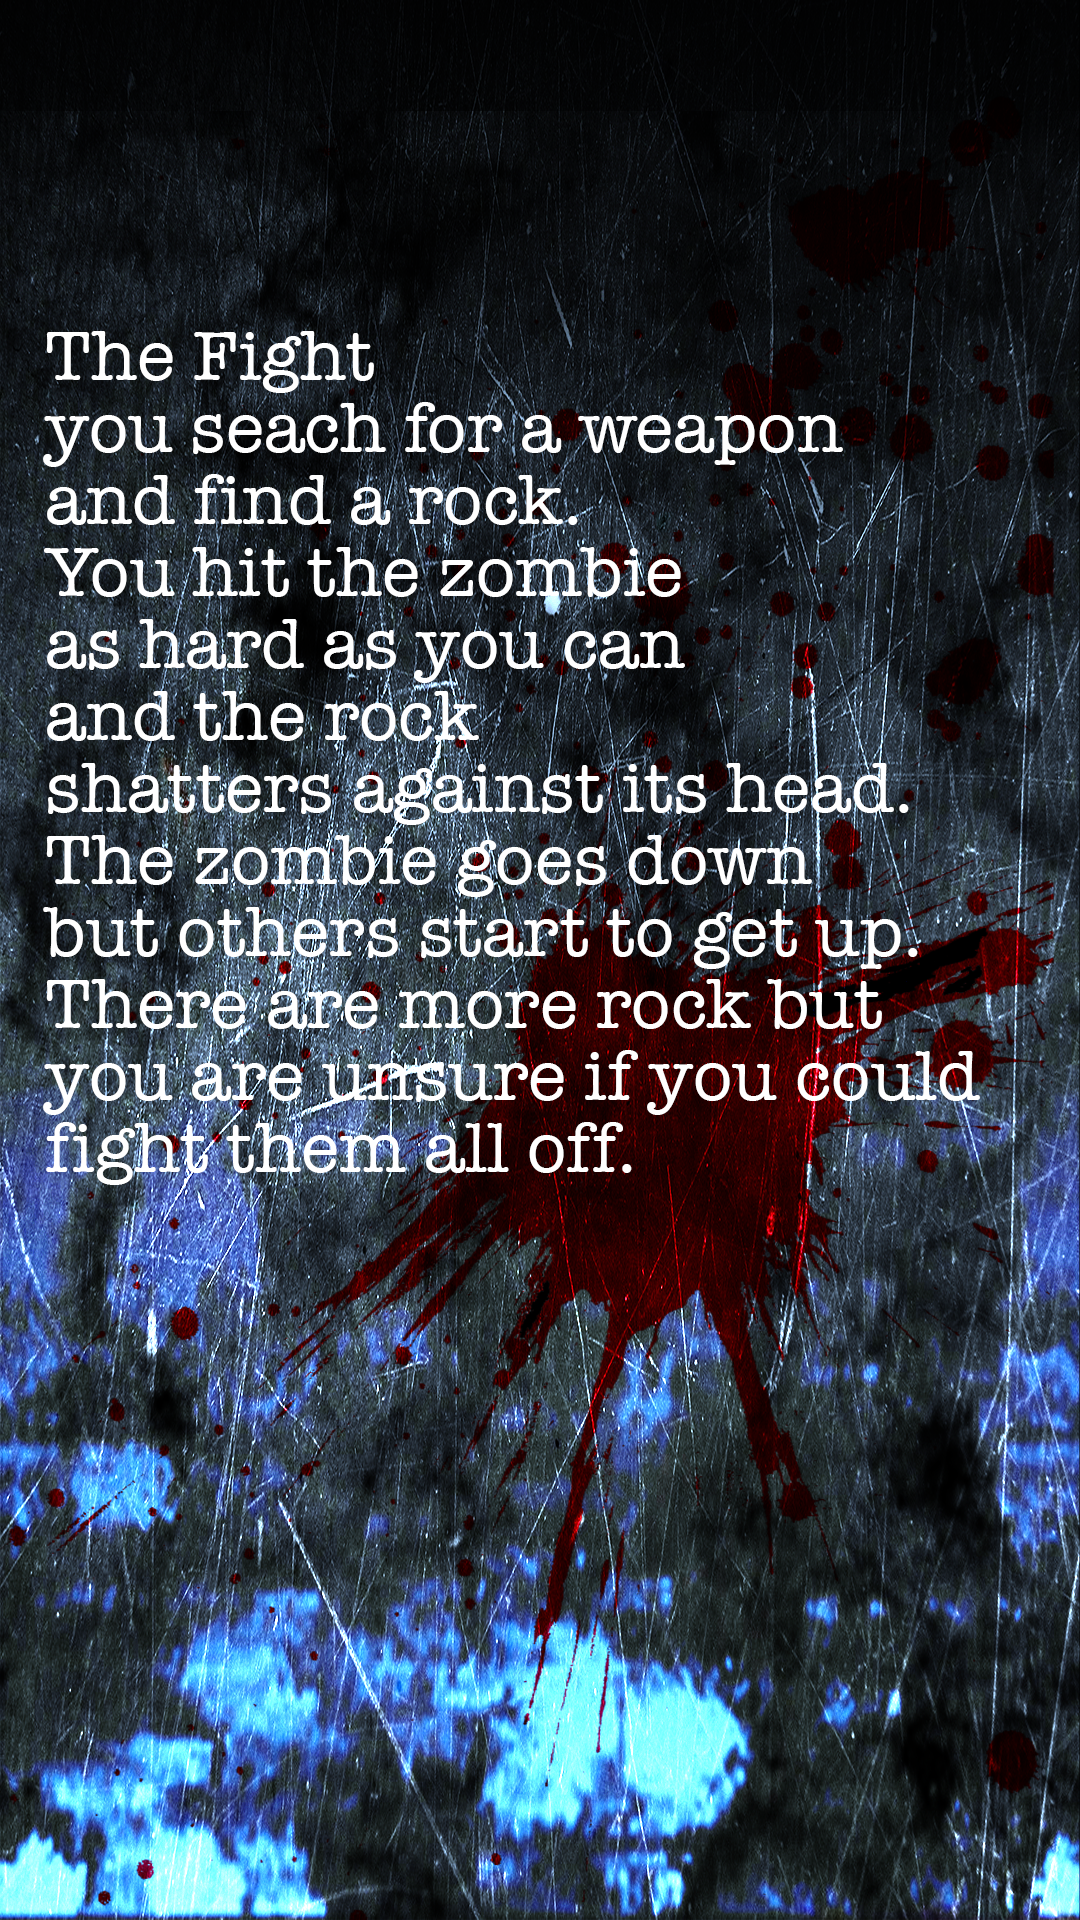 The Fight
you seach for a weapon
and find a rock.
You hit the zombie
as hard as you can
and the rock
shatters against its head.
The zombie goes down
but others start to get up.
There are more rock but
you are unsure if you could
fight them all off.